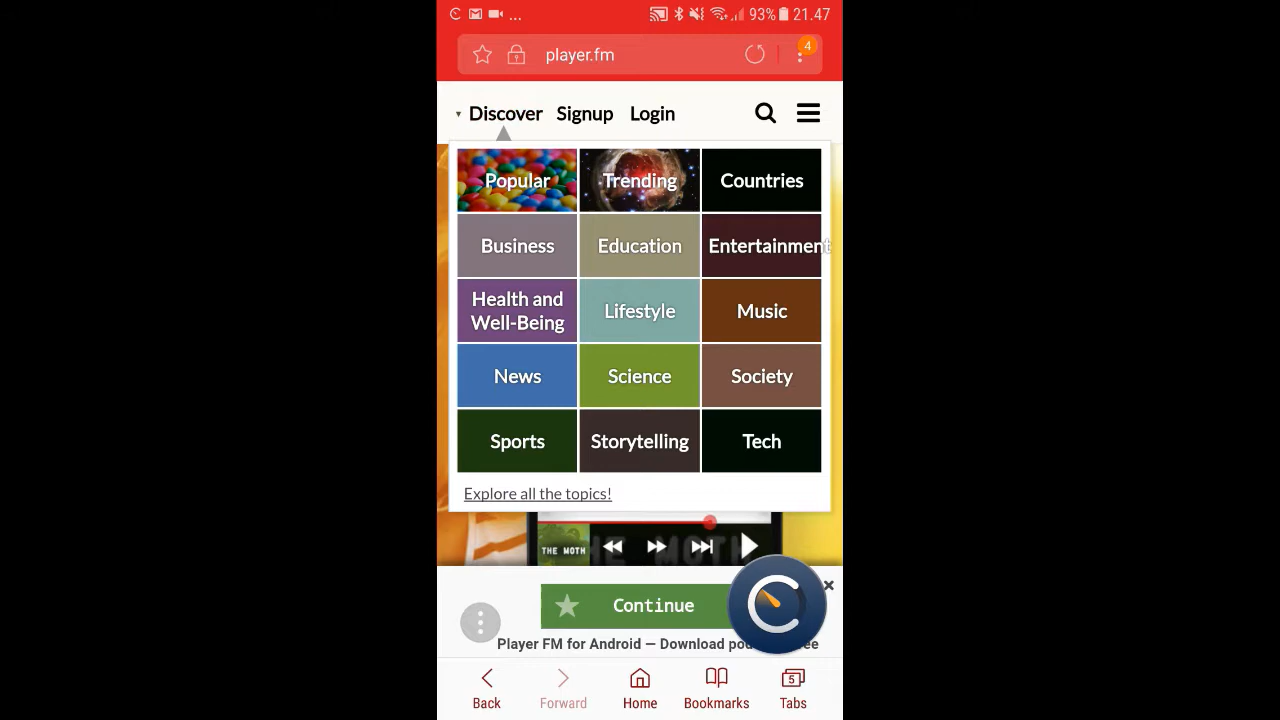 ... 93% 21.47
player.fm 4
Discover Signup Login
Popular Trending Countries
Business Education Entertainment
Health and
Well-Being Lifestyle Music
News Science Society
Sports Storytelling Tech
Explore all the topics!
THE MOTH THE MOTH
Continue
Player FM for Android — Download
5
Back Forward Home Bookmarks Tabs